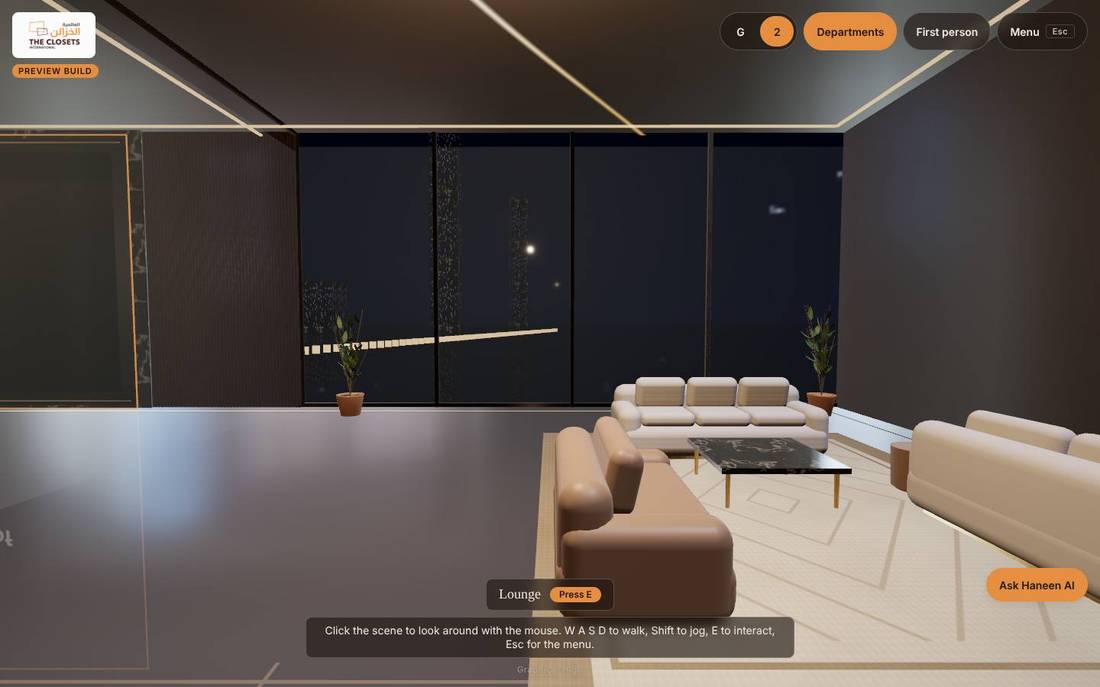 العالمية
الخزائن
THE CLOSETS
INTERNATIONAL
PREVIEW BUILD
G
2
Departments
First person
Menu Esc
Lounge Press E
Click the scene to look around with the mouse. W A S D to walk, Shift to jog, E to interact,
Esc for the menu.
Ask Haneen AI